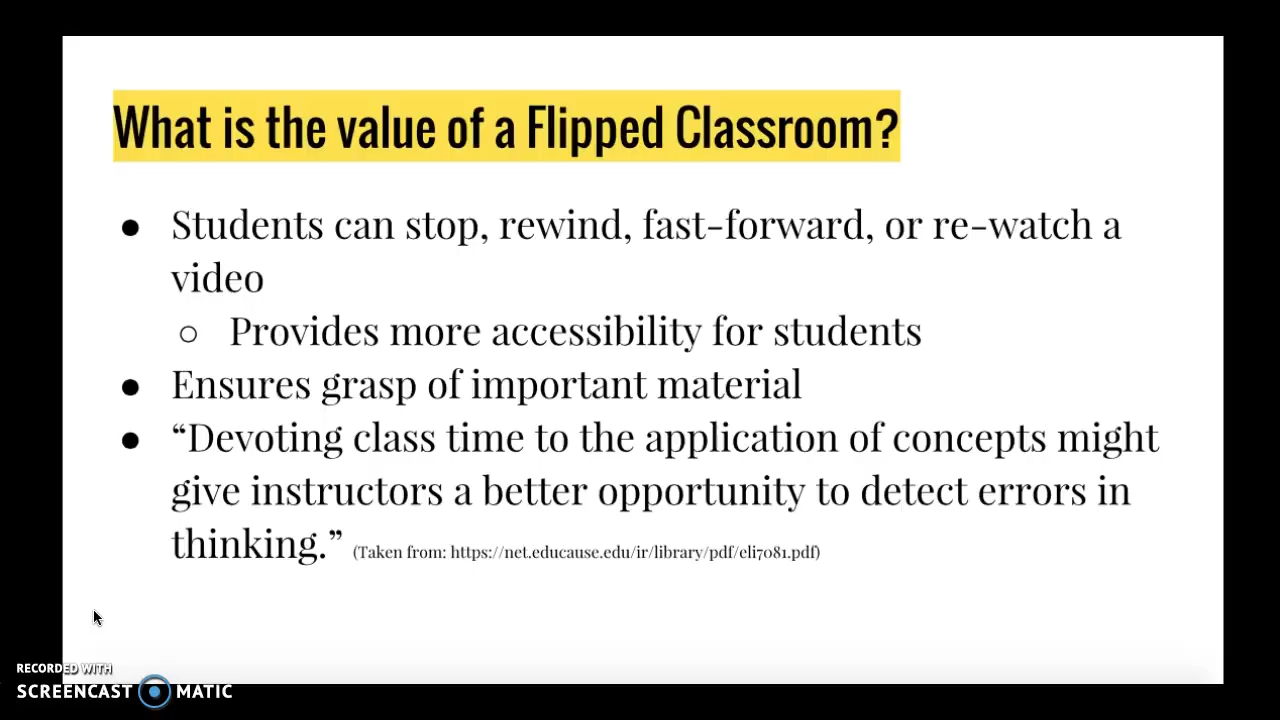 What is the value of a Flipped Classroom?
● Students can stop, rewind, fast-forward, or re-watch a
video
○ Provides more accessibility for students
● Ensures grasp of important material
● “Devoting class time to the application of concepts might
give instructors a better opportunity to detect errors in
thinking.” (Taken from: https://net.educause.edu/ir/library/pdf/eli7081.pdf)
RECORDED WITH
SCREENCAST MATIC